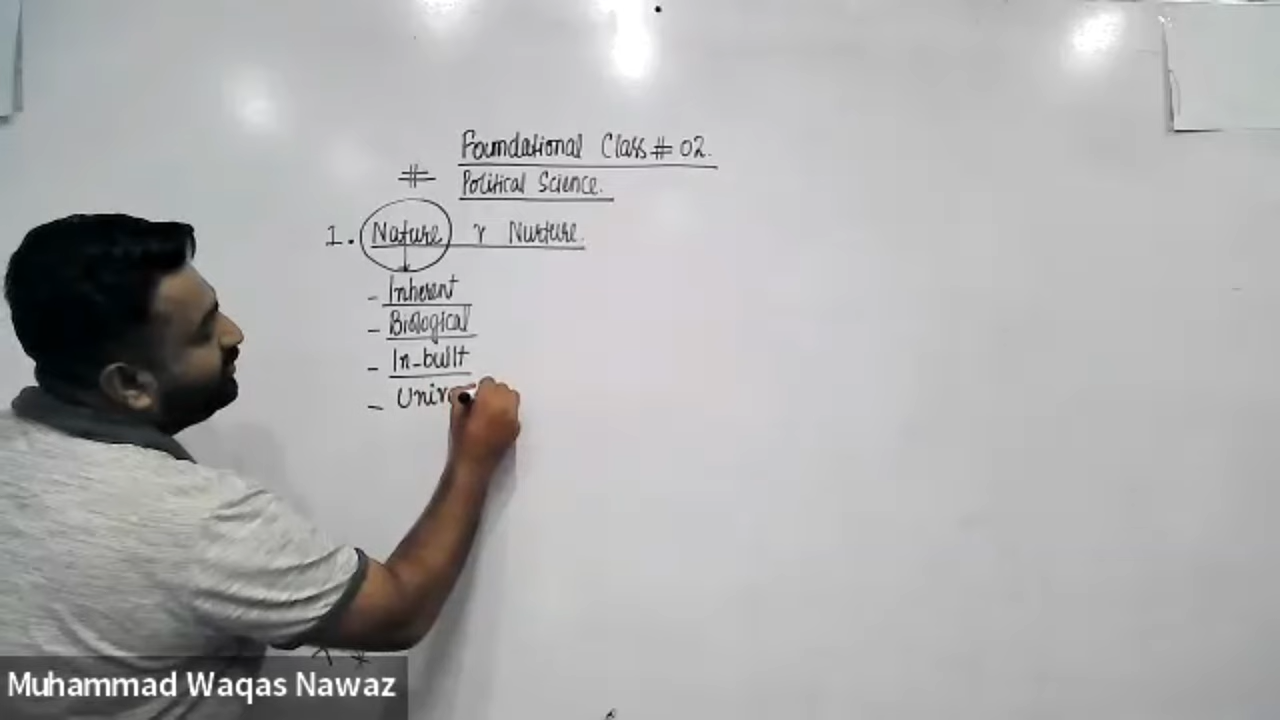 Foundational Class # 02.
# Political Science.
1. Nature & Nurture.
- Inherent
- Biological
- In-built
- Univ
Muhammad Waqas Nawaz